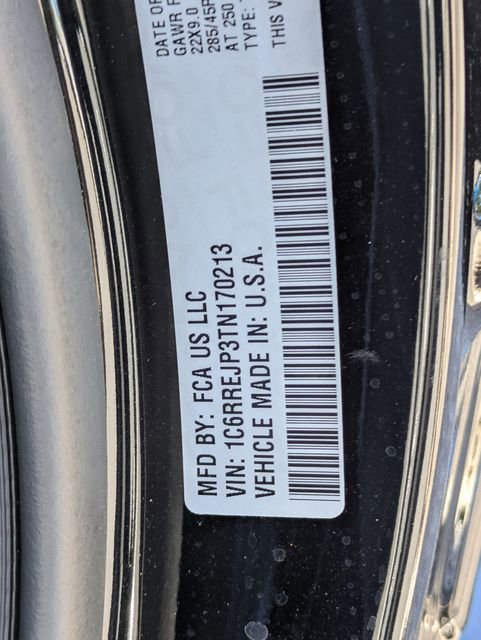 DATE OF
GAWR F
22X9.0
285/45R
AT 250
TYPE:
THIS V
MFD BY: FCA US LLC
VIN: 1C6RREJP3TN170213
VEHICLE MADE IN: U.S.A.